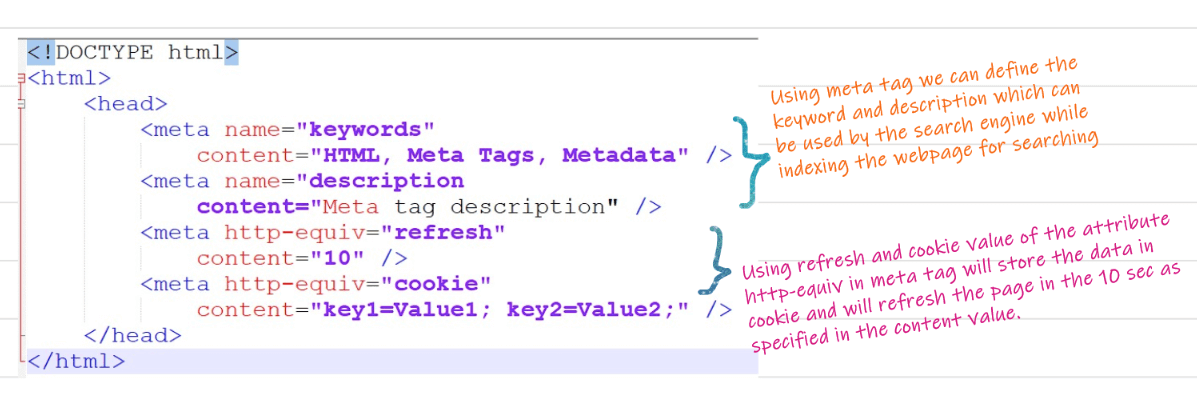 <!DOCTYPE html>
<html>
<head>
<meta name="keywords"
content="HTML, Meta Tags, Metadata" />
<meta name="description
content="Meta tag description" />
<meta http-equiv="refresh"
content="10" />
<meta http-equiv="cookie"
content="key1=Value1; key2=Value2;" />
</head>
</html>
Using meta tag we can define the
keyword and description which can
be used by the search engine while
indexing the webpage for searching
Using refresh and cookie value of the attribute
http-equiv in meta tag will store the data in
cookie and will refresh the page in the 10 sec as
specified in the content value.